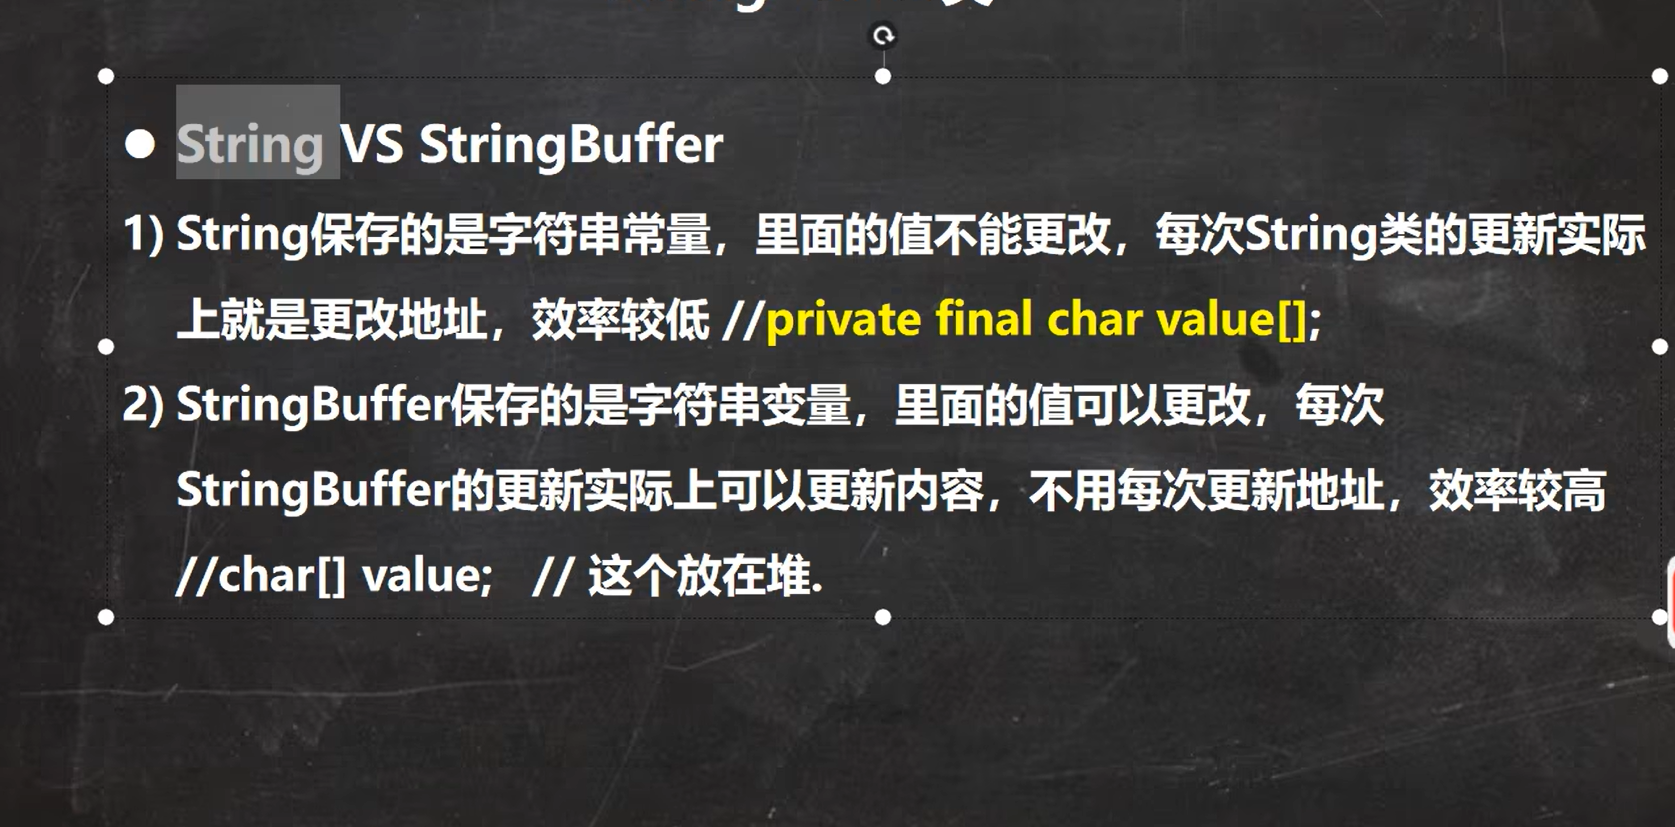 String VS StringBuffer
1) String保存的是字符串常量，里面的值不能更改，每次String类的更新实际
上就是更改地址，效率较低 //private final char value[];
2) StringBuffer保存的是字符串变量，里面的值可以更改，每次
StringBuffer的更新实际上可以更新内容，不用每次更新地址，效率较高
//char[] value; // 这个放在堆.